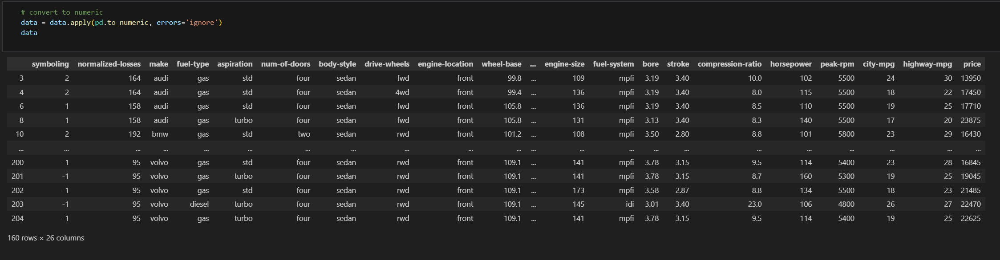 # convert to numeric
data = data.apply(pd.to_numeric, errors='ignore')
data
symboling normalized-losses make fuel-type aspiration num-of-doors body-style drive-wheels engine-location wheel-base ... engine-size fuel-system bore stroke compression-ratio horsepower peak-rpm city-mpg highway-mpg price
3 2 164 audi gas std four sedan fwd front 99.8 ... 109 mpfi 3.19 3.40 10.0 102 5500 24 30 13950
4 2 164 audi gas std four sedan 4wd front 99.4 ... 136 mpfi 3.19 3.40 8.0 115 5500 18 22 17450
6 1 158 audi gas std four sedan fwd front 105.8 ... 136 mpfi 3.19 3.40 8.5 110 5500 19 25 17710
8 1 158 audi gas turbo four sedan fwd front 105.8 ... 131 mpfi 3.13 3.40 8.3 140 5500 17 20 23875
10 2 192 bmw gas std two sedan rwd front 101.2 ... 108 mpfi 3.50 2.80 8.8 101 5800 23 29 16430
... ... ... ... ... ... ... ... ... ... ... ... ... ... ... ... ... ... ... ... ... ...
200 -1 95 volvo gas std four sedan rwd front 109.1 ... 141 mpfi 3.78 3.15 9.5 114 5400 23 28 16845
201 -1 95 volvo gas turbo four sedan rwd front 109.1 ... 141 mpfi 3.78 3.15 8.7 160 5300 19 25 19045
202 -1 95 volvo gas std four sedan rwd front 109.1 ... 173 mpfi 3.58 2.87 8.8 134 5500 18 23 21485
203 -1 95 volvo diesel turbo four sedan rwd front 109.1 ... 145 idi 3.01 3.40 23.0 106 4800 26 27 22470
204 -1 95 volvo gas turbo four sedan rwd front 109.1 ... 141 mpfi 3.78 3.15 9.5 114 5400 19 25 22625
160 rows × 26 columns